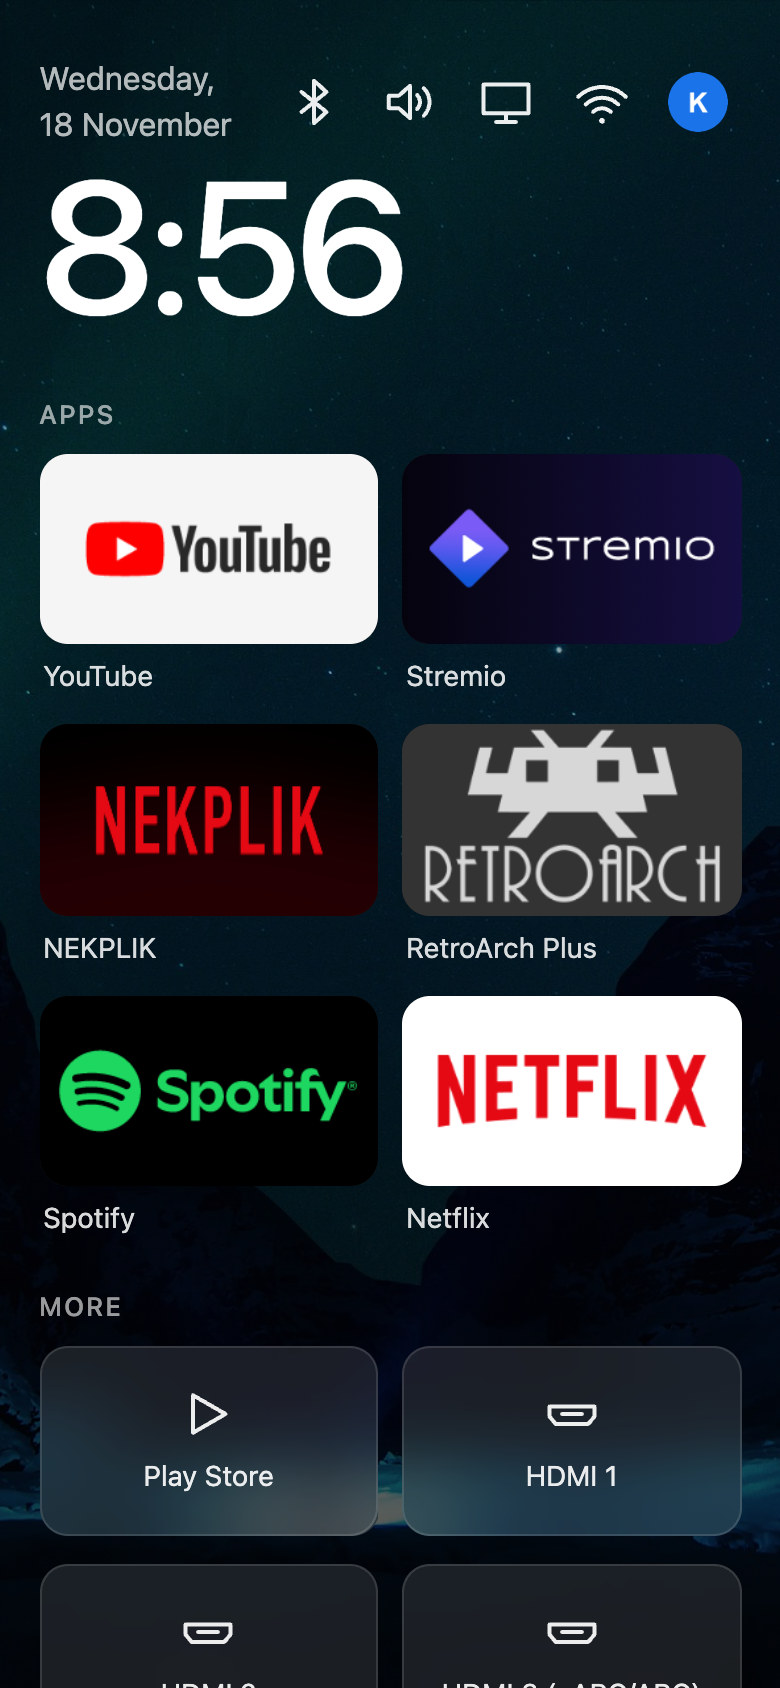 Wednesday,
18 November
K
8:56
APPS
YouTube
STREMIO
YouTube
Stremio
NEKPLIK
RETROARCH
NEKPLIK
RetroArch Plus
Spotify®
NETFLIX
Spotify
Netflix
MORE
Play Store
HDMI 1